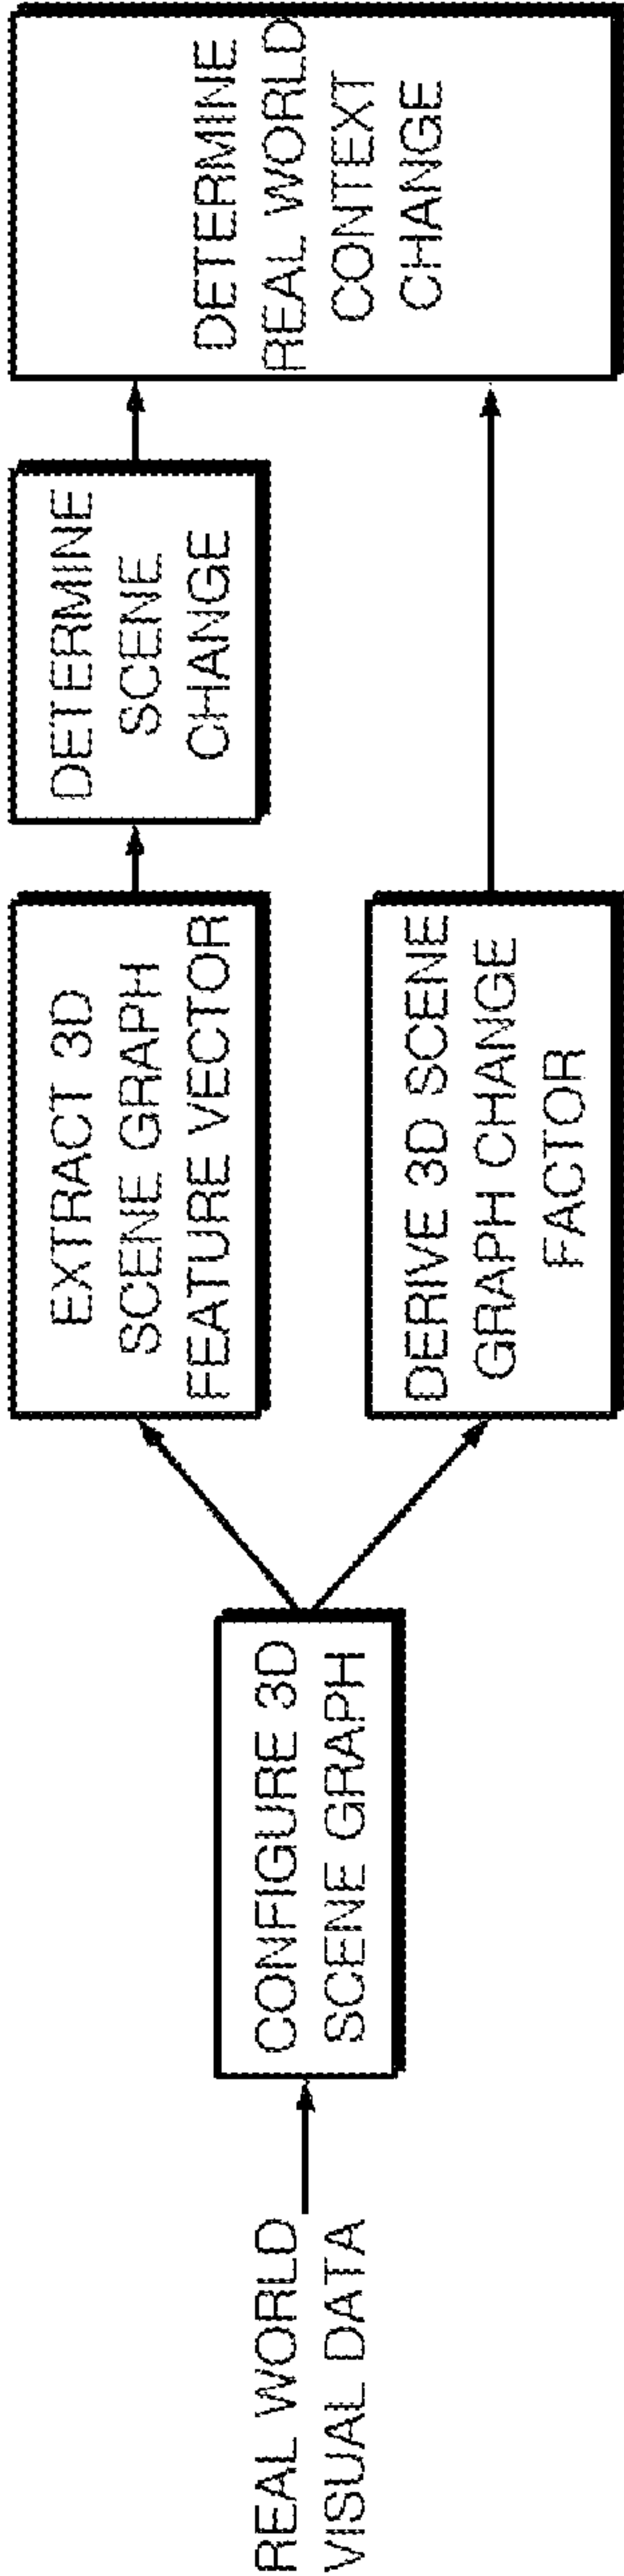 REAL WORLD
VISUAL DATA
CONFIGURE 3D
SCENE GRAPH
EXTRACT 3D
SCENE GRAPH
FEATURE VECTOR
DERIVE 3D SCENE
GRAPH CHANGE
FACTOR
DETERMINE
SCENE
CHANGE
DETERMINE
REAL WORLD
CONTEXT
CHANGE